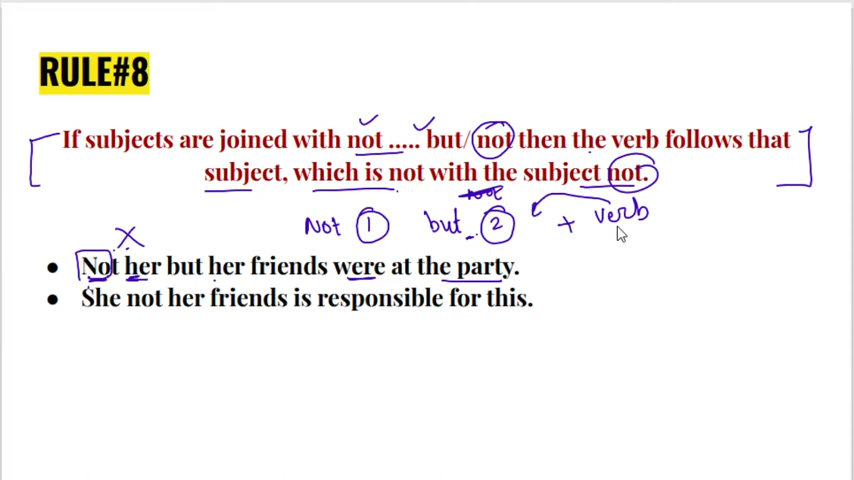 RULE#8
If subjects are joined with not ..... but/ not then the verb follows that
subject, which is not with the subject not.
Not 1 but 2 + verb
Not her but her friends were at the party.
She not her friends is responsible for this.